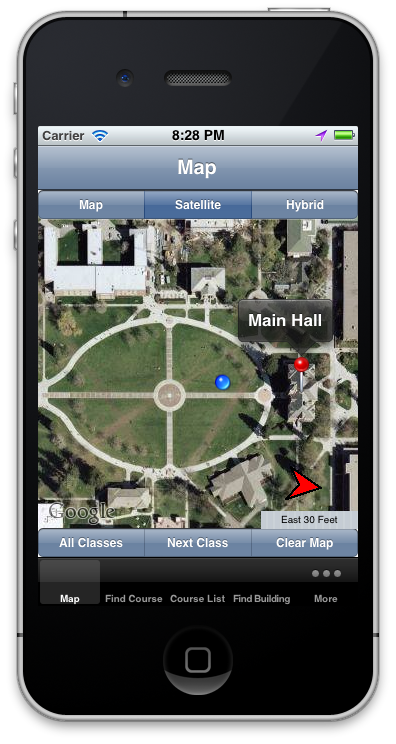 Carrier 8:28 PM
Map
Map Satellite Hybrid
Main Hall
Google
East 30 Feet
All Classes Next Class Clear Map
Map Find Course Course List Find Building More